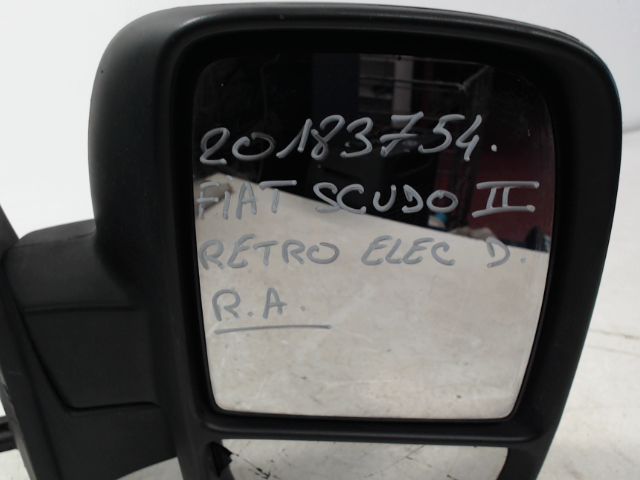 20183754.
FIAT SCUDO II
RETRO ELEC D.
R.A.